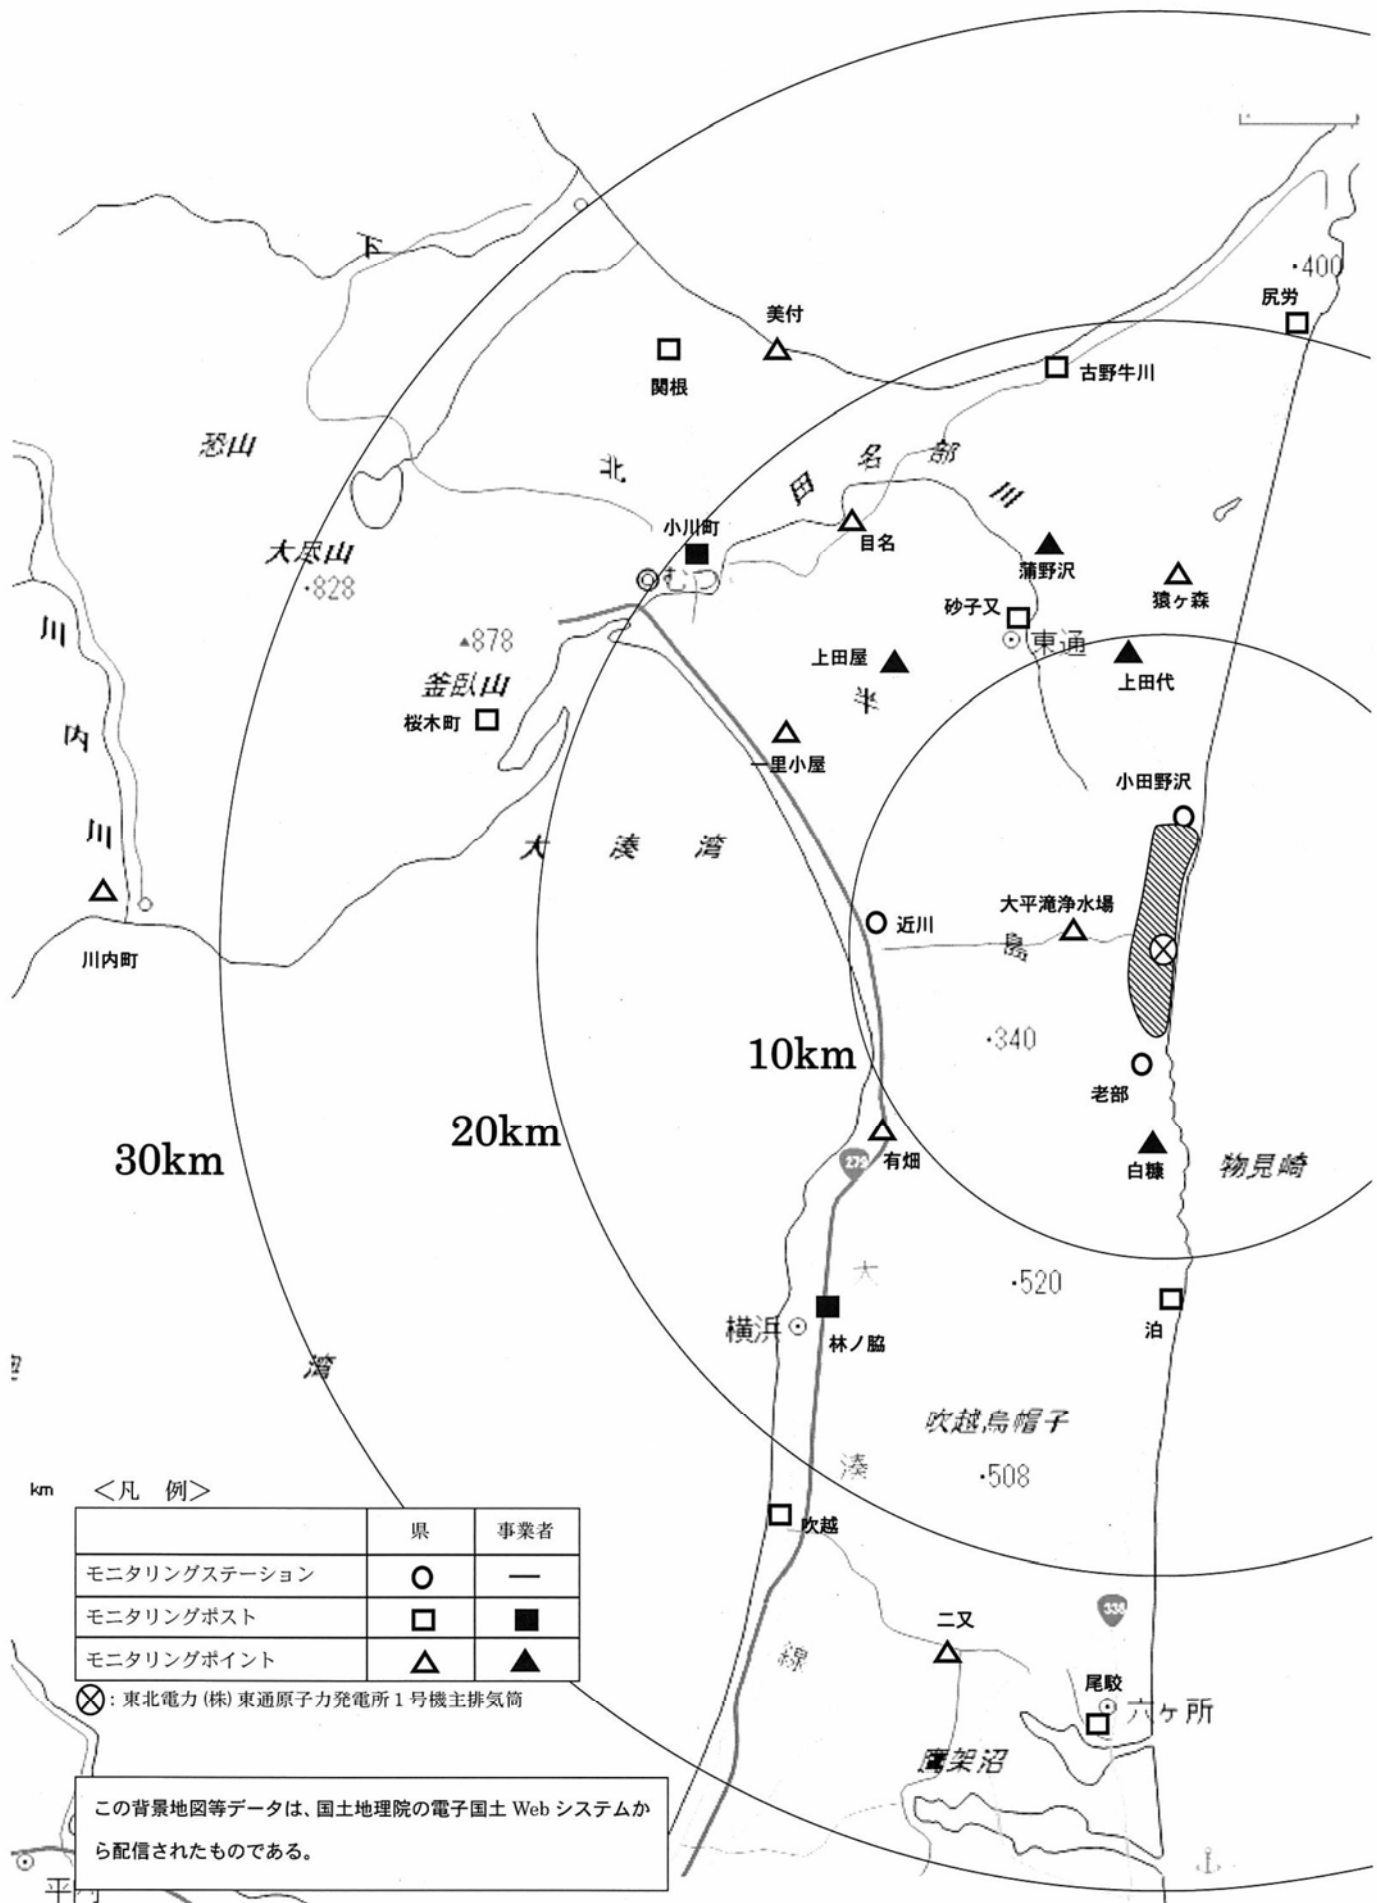 下
・400
尻労
美付
関根
古野牛川
恐山
北
田名部川
目名
小川町
むつ
大尽山
・828
蒲野沢
猿ヶ森
砂子又
東通
上田屋
上田代
半
▲878
釜臥山
桜木町
一里小屋
小田野沢
川内川
大湊湾
大平滝浄水場
近川
島
川内町
・340
10km
老部
20km
30km
有畑
279
白糠
物見崎
大
・520
横浜
林ノ脇
泊
湾
吹越烏帽子
・508
湊
km
<凡 例>
県 事業者
モニタリングステーション ○ ―
モニタリングポスト □ ■
モニタリングポイント △ ▲
⊗: 東北電力(株)東通原子力発電所1号機主排気筒
吹越
338
二又
線
尾駮
六ヶ所
鷹架沼
この背景地図等データは、国土地理院の電子国土 Web システムか
ら配信されたものである。
平